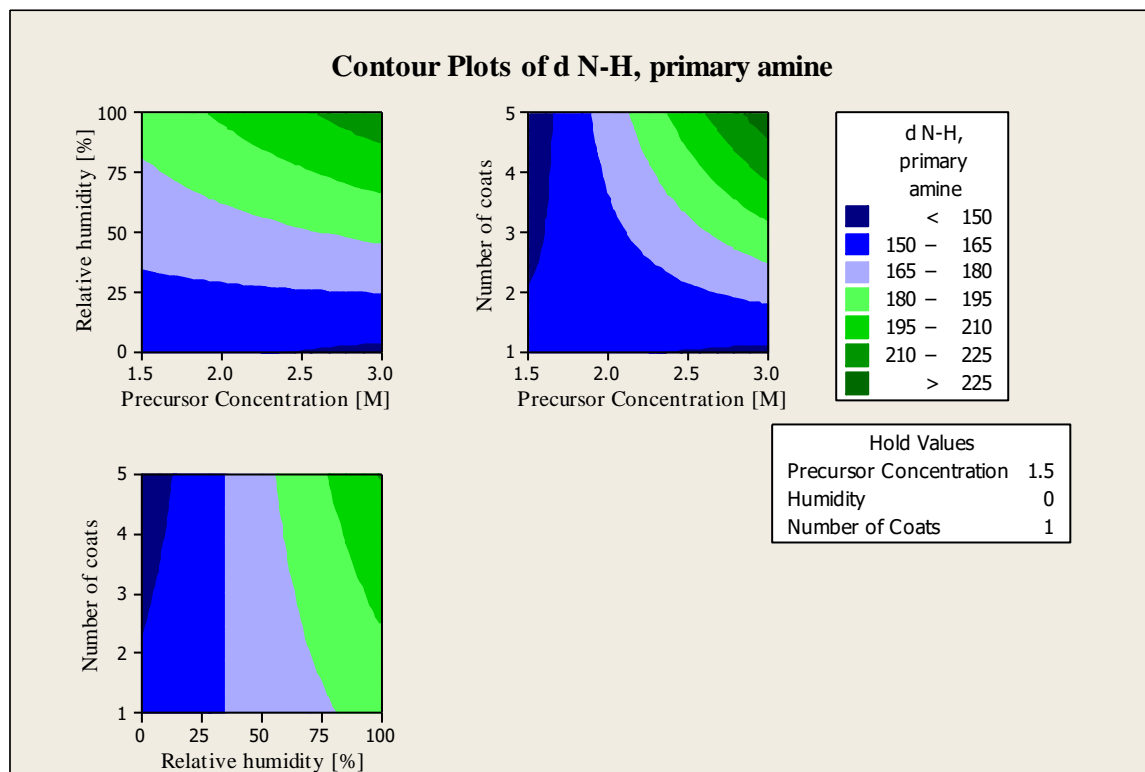 Contour Plots of d N-H, primary amine
100
75
50
25
0
Relative humidity [%]
1.5
2.0
2.5
3.0
Precursor Concentration [M]
5
4
3
2
1
Number of coats
1.5
2.0
2.5
3.0
Precursor Concentration [M]
d N-H,
primary
amine
< 150
150 – 165
165 – 180
180 – 195
195 – 210
210 – 225
> 225
Hold Values
Precursor Concentration 1.5
Humidity 0
Number of Coats 1
5
4
3
2
1
Number of coats
0
25
50
75
100
Relative humidity [%]